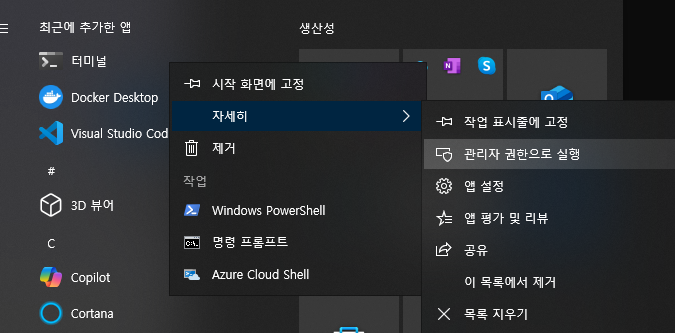 최근에 추가한 앱
터미널
Docker Desktop
Visual Studio Cod
#
3D 뷰어
C
Copilot
Cortana
생산성
시작 화면에 고정
자세히
제거
작업
Windows PowerShell
명령 프롬프트
Azure Cloud Shell
작업 표시줄에 고정
관리자 권한으로 실행
앱 설정
앱 평가 및 리뷰
공유
이 목록에서 제거
목록 지우기